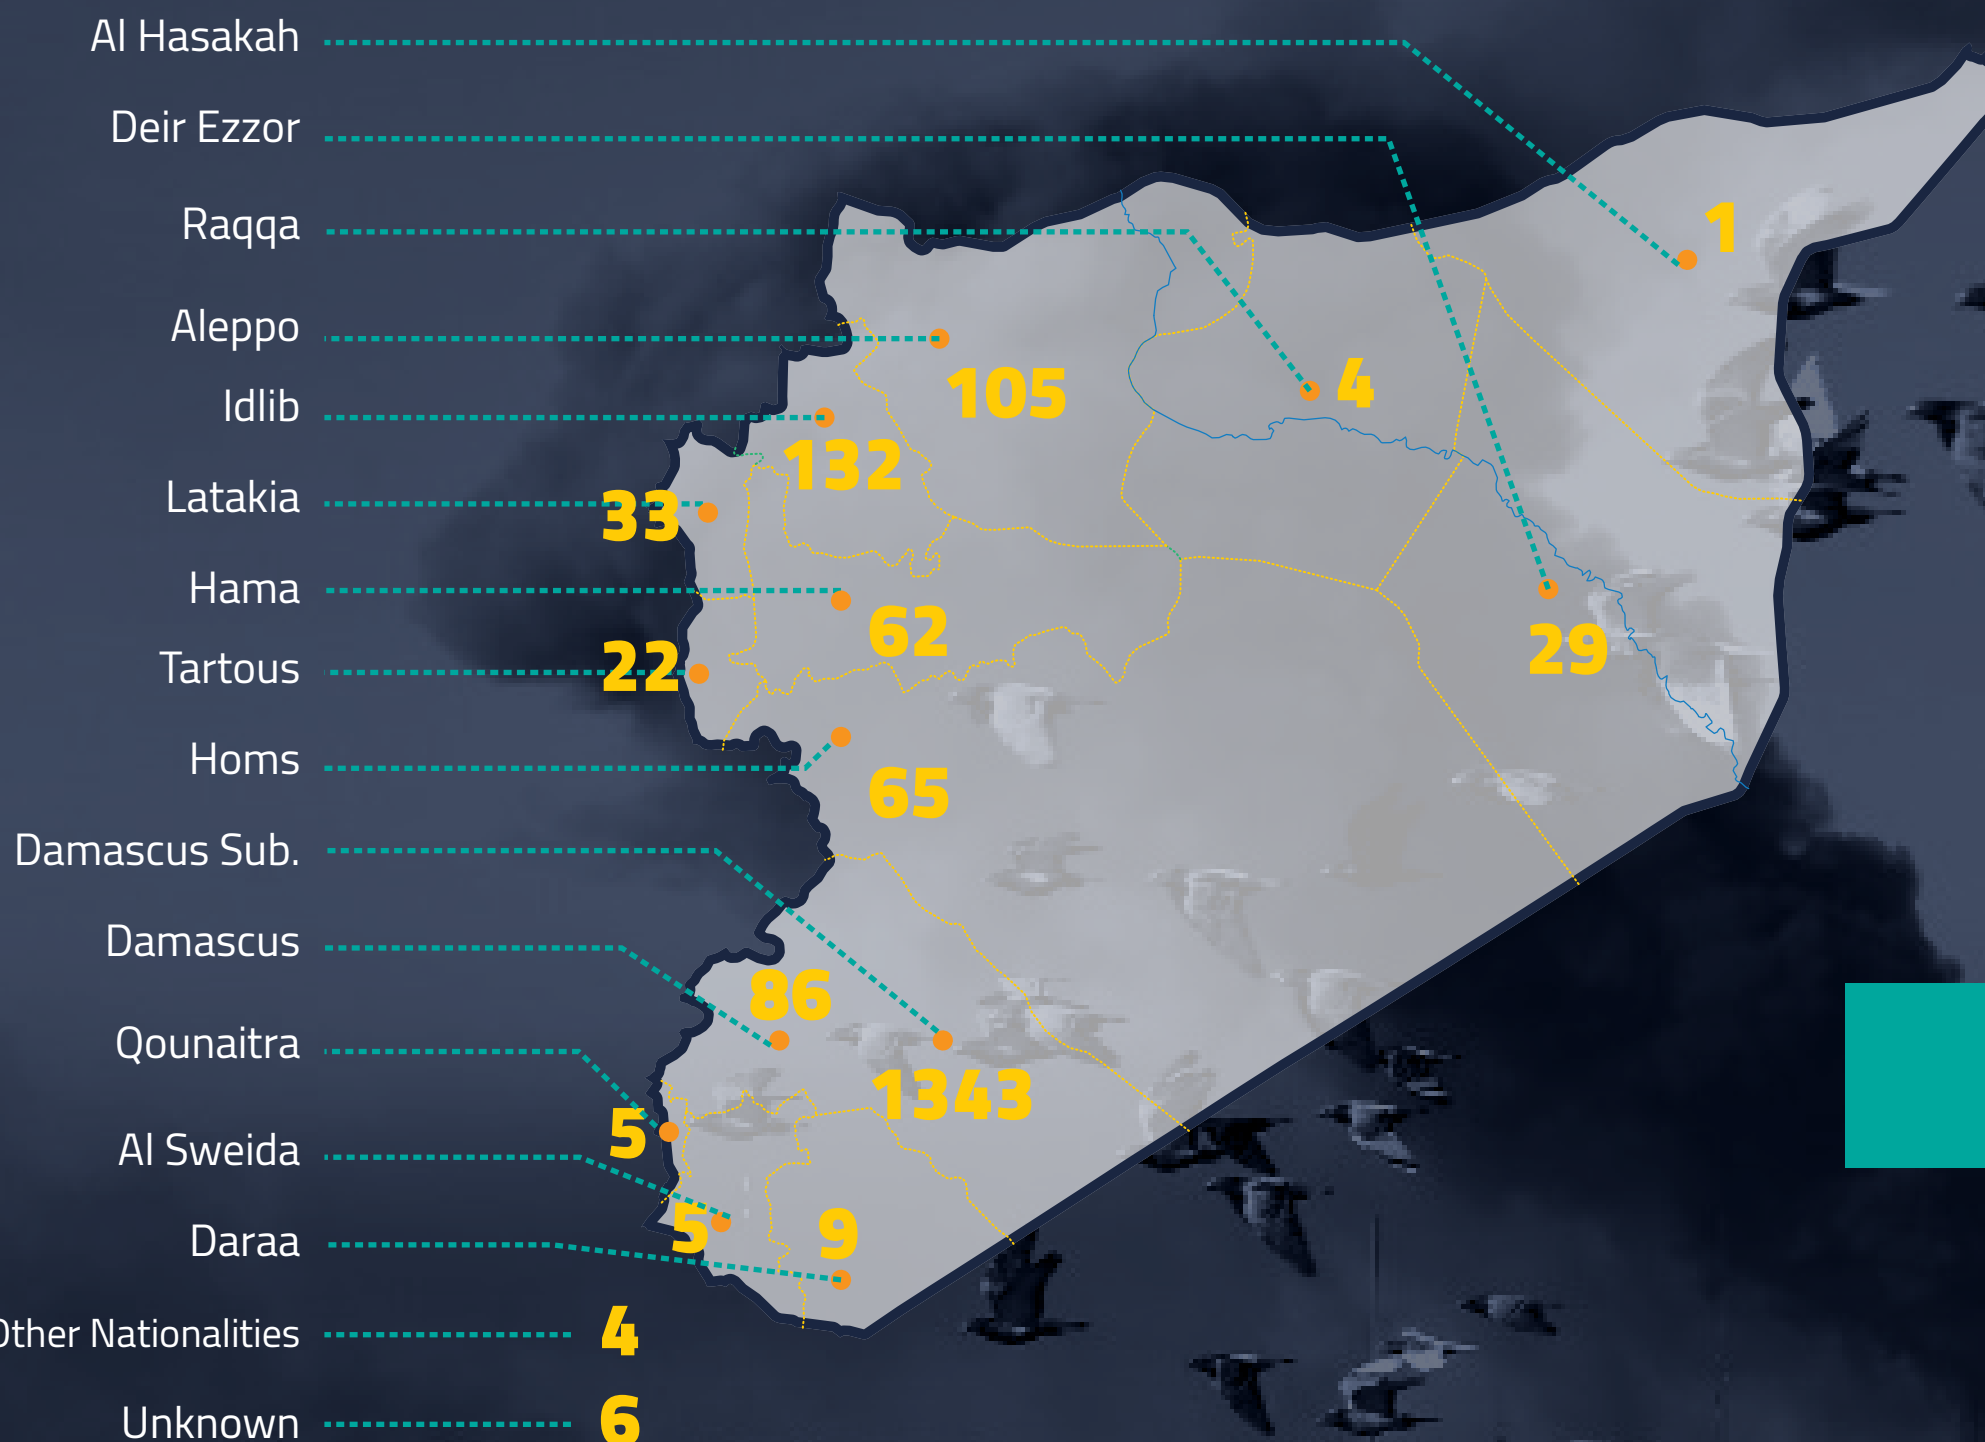 Al Hasakah
Deir Ezzor
Raqqa
Aleppo
Idlib
Latakia
Hama
Tartous
Homs
Damascus Sub.
Damascus
Qounaitra
Al Sweida
Daraa
Other Nationalities
Unknown
1
4
105
132
33
62
29
22
65
86
1343
5
5
9
4
6